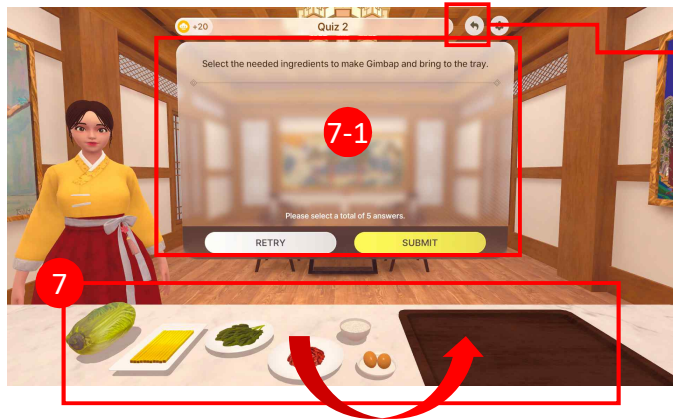 +20
Quiz 2
Select the needed ingredients to make Gimbap and bring to the tray.
7-1
Please select a total of 5 answers.
RETRY
SUBMIT
7